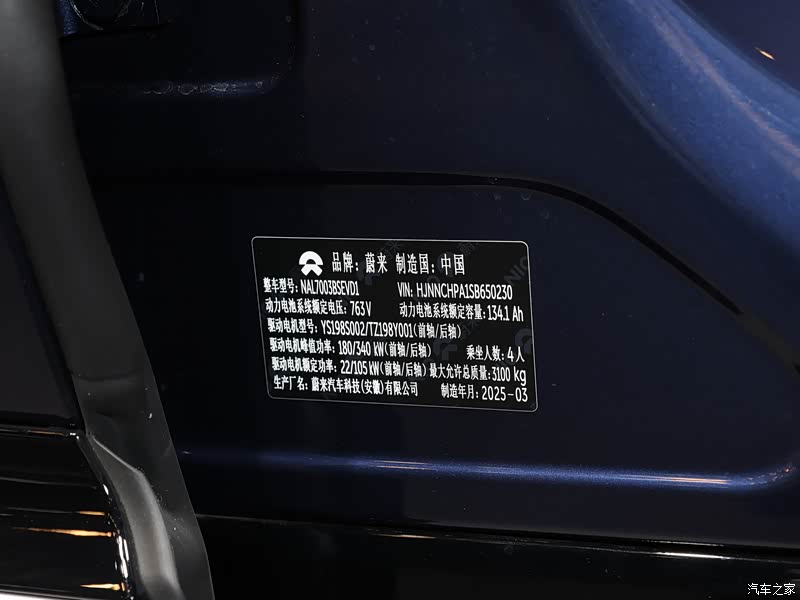 品牌：蔚来 制造国：中国
整车型号：NAL7003BSEVD1 VIN：HJNNCHPA1SB650230
动力电池系统额定电压：763V 动力电池系统额定容量：134.1 Ah
驱动电机型号：YS198S002/TZ198Y001(前轴/后轴)
驱动电机峰值功率：180/340 kW(前轴/后轴) 乘坐人数：4人
驱动电机额定功率：22/105 kW(前轴/后轴) 最大允许总质量：3100 kg
生产厂名：蔚来汽车科技(安徽)有限公司 制造年月：2025-03
汽车之家